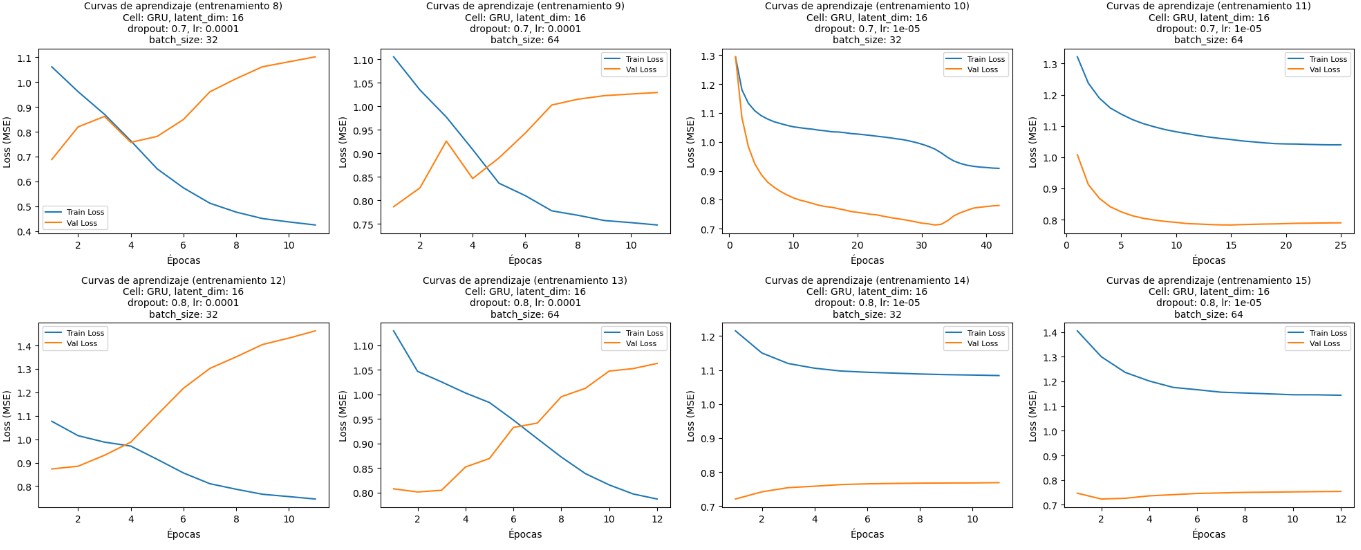 Curvas de aprendizaje (entrenamiento 8)
Cell: GRU, latent_dim: 16
dropout: 0.7, lr: 0.0001
batch_size: 32
1.1
1.0
0.9
0.8
0.7
0.6
0.5
0.4
Loss (MSE)
Train Loss
Val Loss
2 4 6 8 10
Épocas
Curvas de aprendizaje (entrenamiento 9)
Cell: GRU, latent_dim: 16
dropout: 0.7, lr: 0.0001
batch_size: 64
1.10
1.05
1.00
0.95
0.90
0.85
0.80
0.75
Loss (MSE)
Train Loss
Val Loss
2 4 6 8 10
Épocas
Curvas de aprendizaje (entrenamiento 10)
Cell: GRU, latent_dim: 16
dropout: 0.7, lr: 1e-05
batch_size: 32
1.3
1.2
1.1
1.0
0.9
0.8
0.7
Loss (MSE)
Train Loss
Val Loss
0 10 20 30 40
Épocas
Curvas de aprendizaje (entrenamiento 11)
Cell: GRU, latent_dim: 16
dropout: 0.7, lr: 1e-05
batch_size: 64
1.3
1.2
1.1
1.0
0.9
0.8
Loss (MSE)
Train Loss
Val Loss
0 5 10 15 20 25
Épocas
Curvas de aprendizaje (entrenamiento 12)
Cell: GRU, latent_dim: 16
dropout: 0.8, lr: 0.0001
batch_size: 32
1.4
1.3
1.2
1.1
1.0
0.9
0.8
Loss (MSE)
Train Loss
Val Loss
2 4 6 8 10
Épocas
Curvas de aprendizaje (entrenamiento 13)
Cell: GRU, latent_dim: 16
dropout: 0.8, lr: 0.0001
batch_size: 64
1.10
1.05
1.00
0.95
0.90
0.85
0.80
Loss (MSE)
Train Loss
Val Loss
2 4 6 8 10 12
Épocas
Curvas de aprendizaje (entrenamiento 14)
Cell: GRU, latent_dim: 16
dropout: 0.8, lr: 1e-05
batch_size: 32
1.2
1.1
1.0
0.9
0.8
0.7
Loss (MSE)
Train Loss
Val Loss
2 4 6 8 10
Épocas
Curvas de aprendizaje (entrenamiento 15)
Cell: GRU, latent_dim: 16
dropout: 0.8, lr: 1e-05
batch_size: 64
1.4
1.3
1.2
1.1
1.0
0.9
0.8
0.7
Loss (MSE)
Train Loss
Val Loss
2 4 6 8 10 12
Épocas